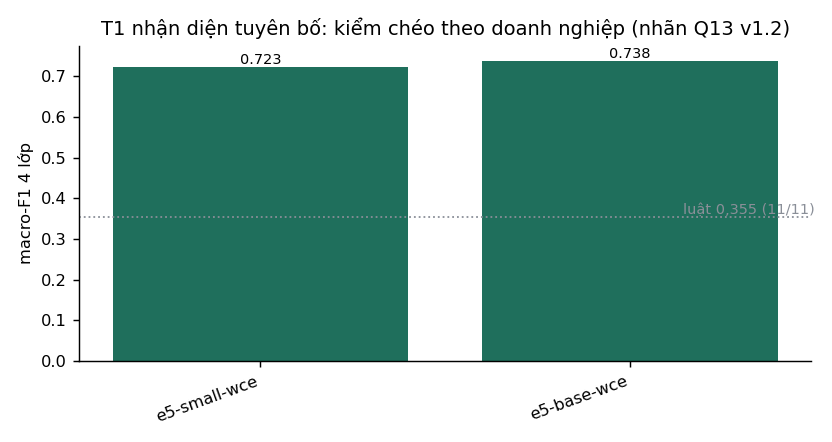 T1 nhận diện tuyên bố: kiểm chéo theo doanh nghiệp (nhãn Q13 v1.2)
macro-F1 4 lớp
0.7
0.6
0.5
0.4
0.3
0.2
0.1
0.0
0.723
0.738
luật 0,355 (11/11)
e5-small-wce
e5-base-wce